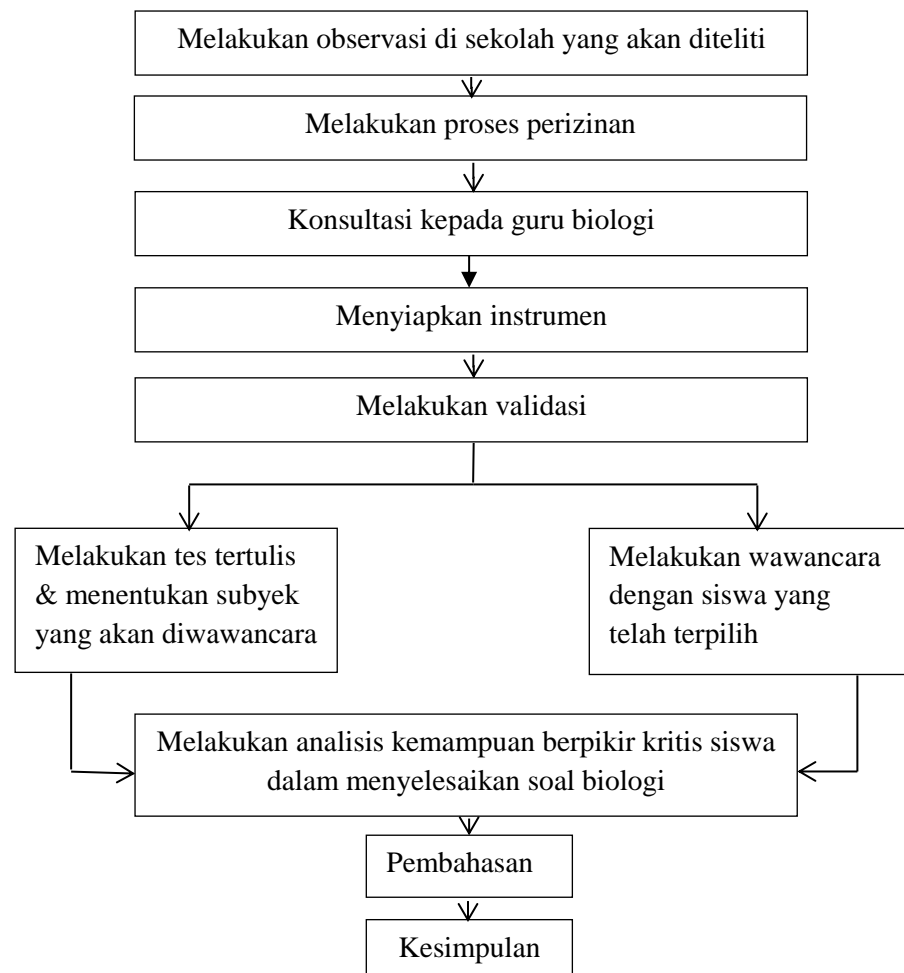 Melakukan observasi di sekolah yang akan diteliti
Melakukan proses perizinan
Konsultasi kepada guru biologi
Menyiapkan instrumen
Melakukan validasi
Melakukan tes tertulis
& menentukan subyek
yang akan diwawancara
Melakukan wawancara
dengan siswa yang
telah terpilih
Melakukan analisis kemampuan berpikir kritis siswa
dalam menyelesaikan soal biologi
Pembahasan
Kesimpulan